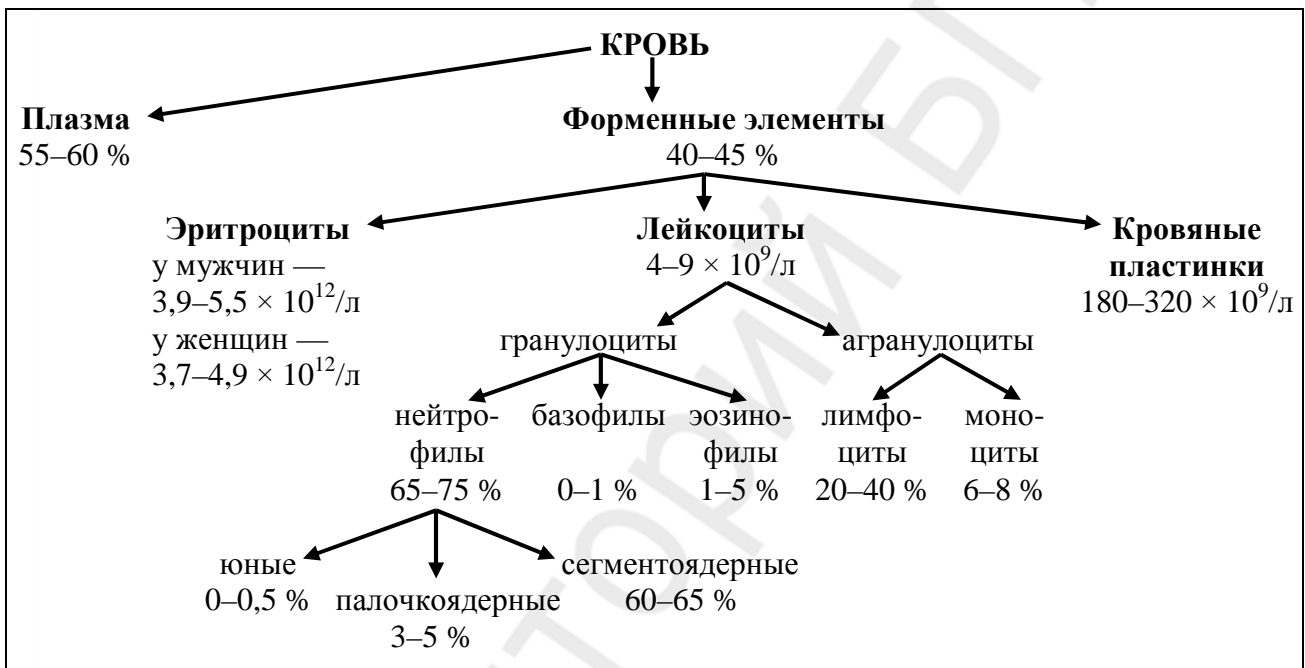 КРОВЬ
Плазма
55–60 %
Форменные элементы
40–45 %
Эритроциты
у мужчин —
3,9–5,5 × 10¹²/л
у женщин —
3,7–4,9 × 10¹²/л
Лейкоциты
4–9 × 10⁹/л
Кровяные
пластинки
180–320 × 10⁹/л
гранулоциты
агранулоциты
нейтро-
филы
65–75 %
базофилы
0–1 %
эозино-
филы
1–5 %
лимфо-
циты
20–40 %
моно-
циты
6–8 %
юные
0–0,5 %
палочкоядерные
3–5 %
сегментоядерные
60–65 %